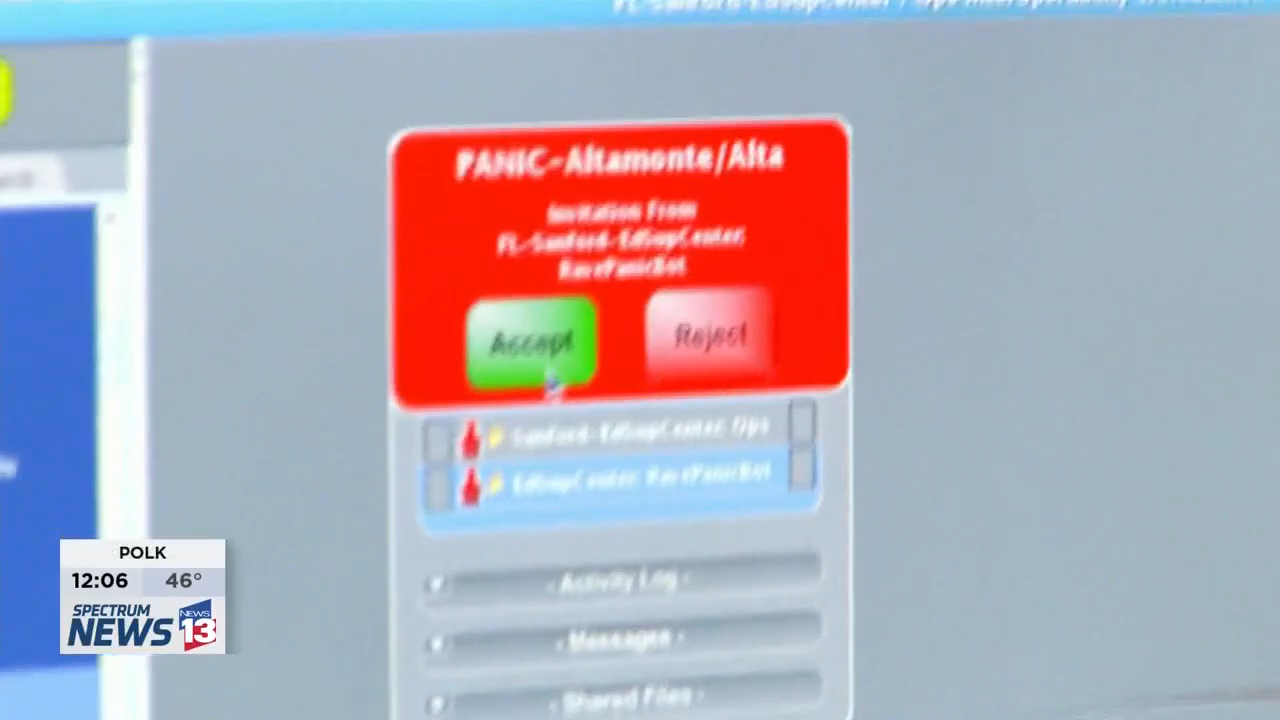 PANIC-Altamonte/Alta
Invitation From
FL-Sanford-EdSupCenter:
RavePanicBot
Accept
Reject
Sanford-EdSupCenter: Ops
EdSupCenter: RavePanicBot
- Activity Log -
- Messages -
- Shared Files -
POLK
12:06 46°
SPECTRUM
NEWS
NEWS
13